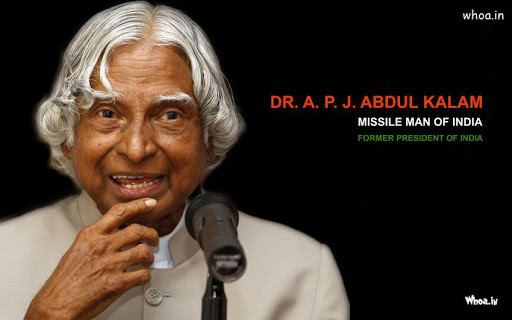 whoa.in
DR. A. P. J. ABDUL KALAM
MISSILE MAN OF INDIA
FORMER PRESIDENT OF INDIA
Whoa.in